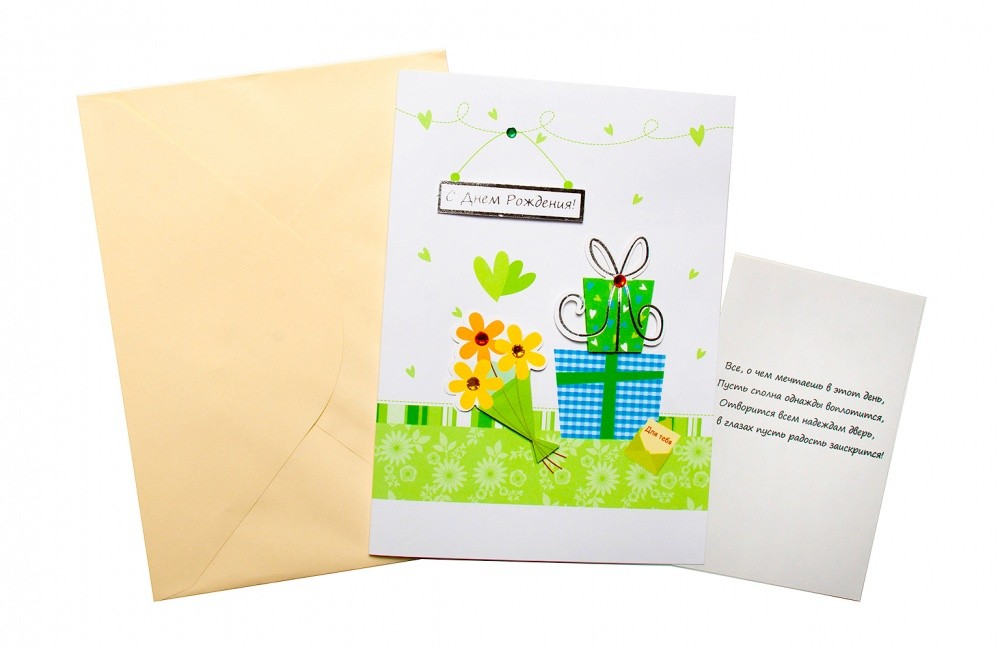 С Днем Рождения!
Для тебя
Все, о чем мечтаешь в этот день,
Пусть сполна однажды воплотится,
Отворится всем надеждам дверь,
в глазах пусть радость заискрится!